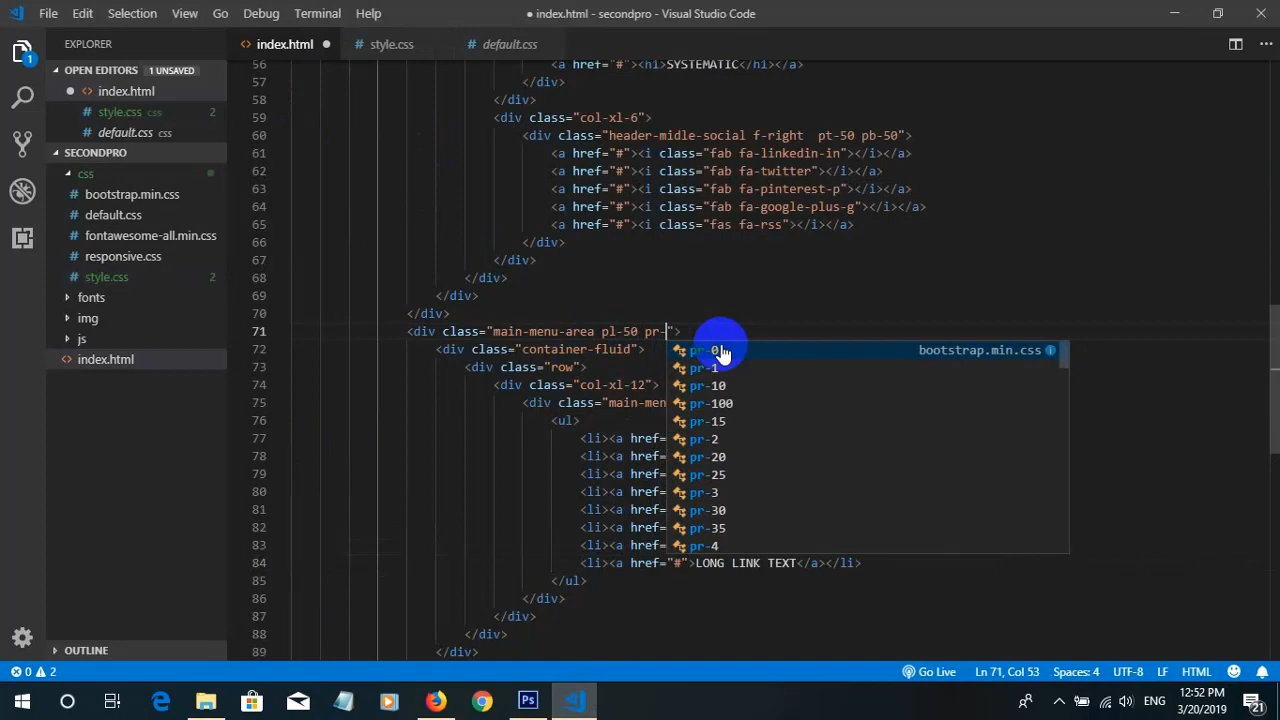 File Edit Selection View Go Debug Terminal Help
● index.html - secondpro - Visual Studio Code
EXPLORER
index.html ●
style.css
default.css
OPEN EDITORS 1 UNSAVED
index.html
style.css css 2
default.css css
SECONDPRO
css
bootstrap.min.css
default.css
fontawesome-all.min.css
responsive.css
style.css 2
fonts
img
js
index.html
OUTLINE
56 <a href="#"><h1>SYSTEMATIC</h1></a>
57 </div>
58 </div>
59 <div class="col-xl-6">
60 <div class="header-midle-social f-right  pt-50 pb-50">
61 <a href="#"><i class="fab fa-linkedin-in"></i></a>
62 <a href="#"><i class="fab fa-twitter"></i></a>
63 <a href="#"><i class="fab fa-pinterest-p"></i></a>
64 <a href="#"><i class="fab fa-google-plus-g"></i></a>
65 <a href="#"><i class="fas fa-rss"></i></a>
66 </div>
67 </div>
68 </div>
69 </div>
70 </div>
71 <div class="main-menu-area pl-50 pr-">
72 <div class="container-fluid">
73 <div class="row">
74 <div class="col-xl-12">
75 <div class="main-men
76 <ul>
77 <li><a href=
78 <li><a href=
79 <li><a href=
80 <li><a href=
81 <li><a href=
82 <li><a href=
83 <li><a href=
84 <li><a href="#">LONG LINK TEXT</a></li>
85 </ul>
86 </div>
87 </div>
88 </div>
89 </div>
pr-0 bootstrap.min.css
pr-1
pr-10
pr-100
pr-15
pr-2
pr-20
pr-25
pr-3
pr-30
pr-35
pr-4
0 2
Go Live Ln 71, Col 53 Spaces: 4 UTF-8 LF HTML
1
ENG
12:52 PM
3/20/2019
21